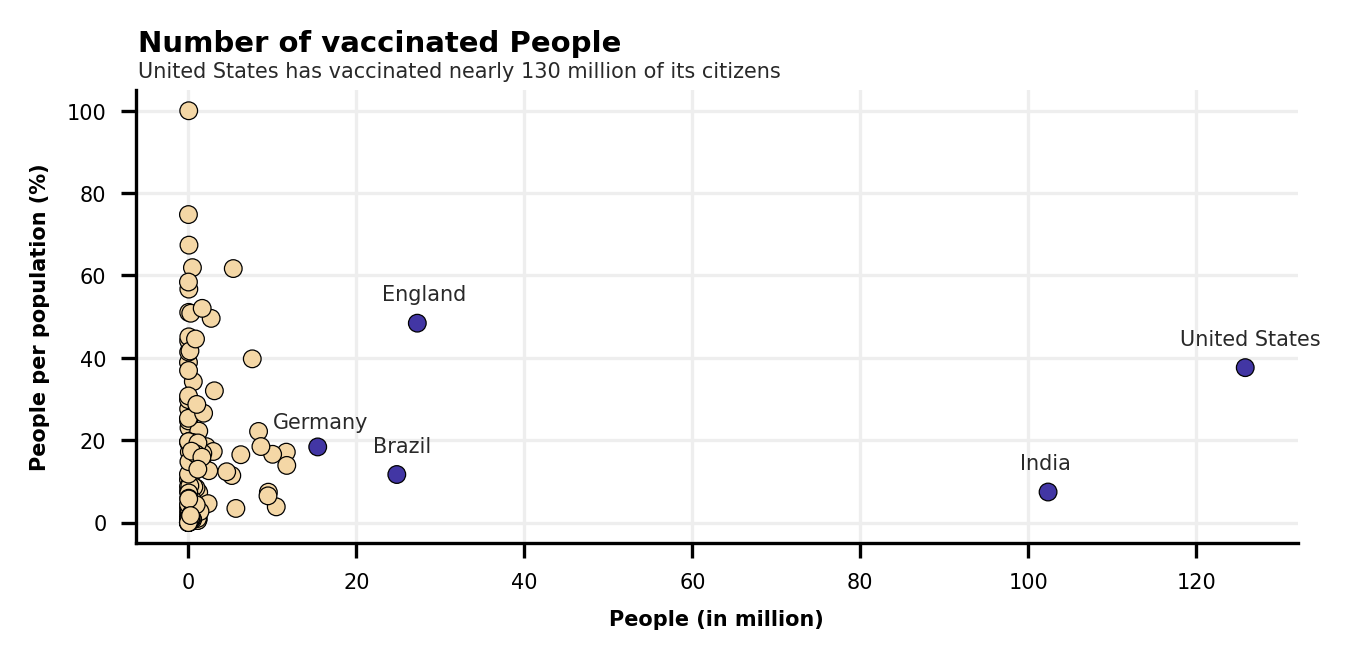 Number of vaccinated People
United States has vaccinated nearly 130 million of its citizens
People per population (%)
100
80
60
40
20
0
England
United States
Germany
Brazil
India
0 20 40 60 80 100 120
People (in million)